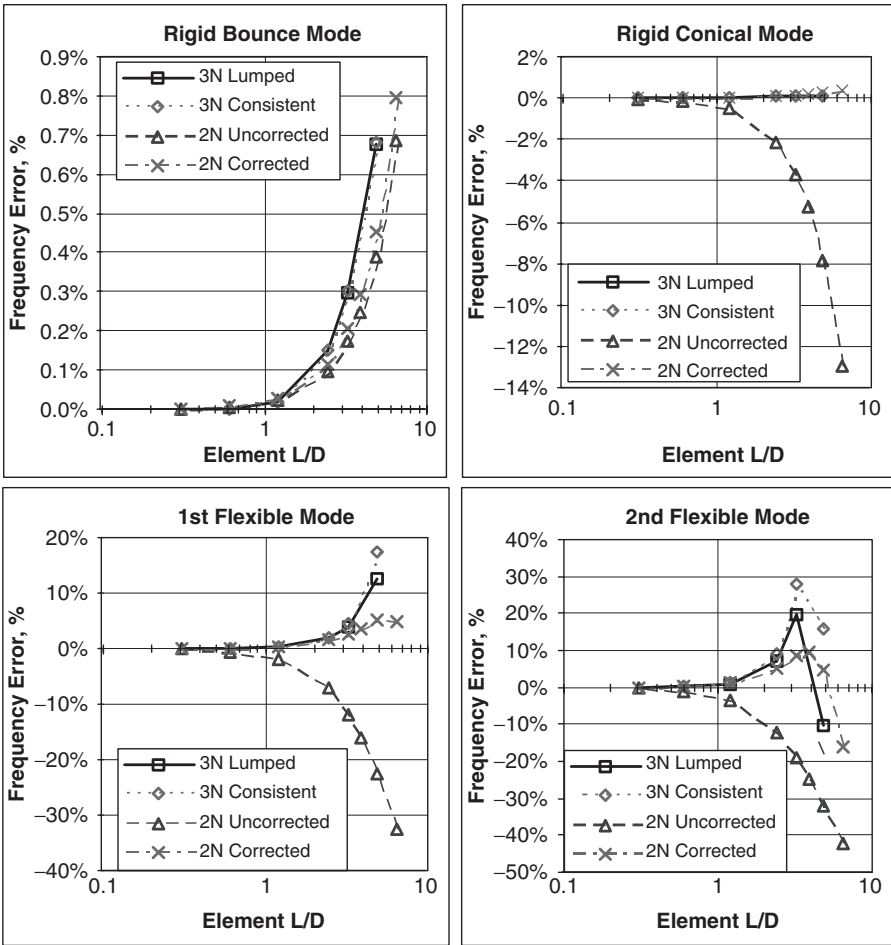 Rigid Bounce Mode
0.9%
0.8%
0.7%
0.6%
0.5%
0.4%
0.3%
0.2%
0.1%
0.0%
Frequency Error, %
3N Lumped
3N Consistent
2N Uncorrected
2N Corrected
0.1 1 10
Element L/D
Rigid Conical Mode
2%
0%
−2%
−4%
−6%
−8%
−10%
−12%
−14%
Frequency Error, %
3N Lumped
3N Consistent
2N Uncorrected
2N Corrected
0.1 1 10
Element L/D
1st Flexible Mode
20%
10%
0%
−10%
−20%
−30%
−40%
Frequency Error, %
3N Lumped
3N Consistent
2N Uncorrected
2N Corrected
0.1 1 10
Element L/D
2nd Flexible Mode
40%
30%
20%
10%
0%
−10%
−20%
−30%
−40%
−50%
Frequency Error, %
3N Lumped
3N Consistent
2N Uncorrected
2N Corrected
0.1 1 10
Element L/D